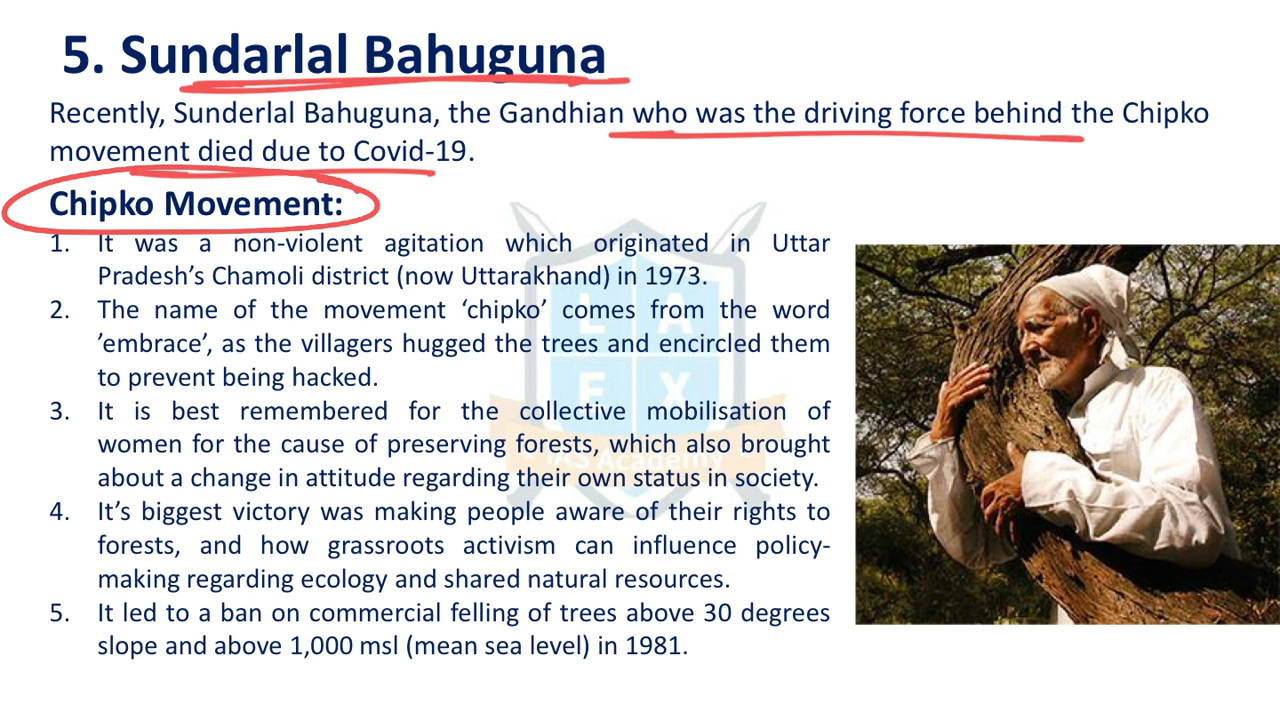 5. Sundarlal Bahuguna
Recently, Sunderlal Bahuguna, the Gandhian who was the driving force behind the Chipko
movement died due to Covid-19.
Chipko Movement:
1. It was a non-violent agitation which originated in Uttar
Pradesh’s Chamoli district (now Uttarakhand) in 1973.
2. The name of the movement ‘chipko’ comes from the word
’embrace’, as the villagers hugged the trees and encircled them
to prevent being hacked.
3. It is best remembered for the collective mobilisation of
women for the cause of preserving forests, which also brought
about a change in attitude regarding their own status in society.
4. It’s biggest victory was making people aware of their rights to
forests, and how grassroots activism can influence policy-
making regarding ecology and shared natural resources.
5. It led to a ban on commercial felling of trees above 30 degrees
slope and above 1,000 msl (mean sea level) in 1981.
L A
E X
IAS Academy